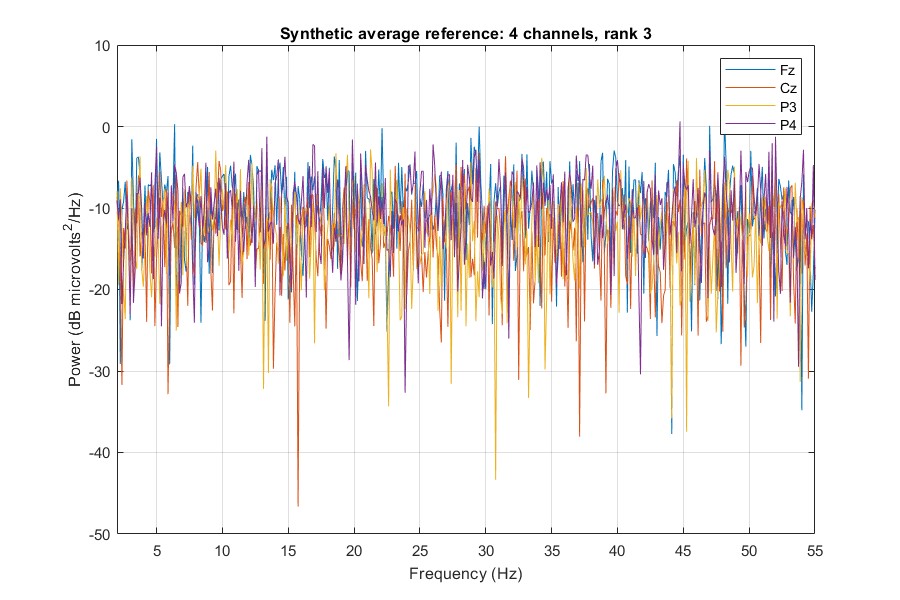 Synthetic average reference: 4 channels, rank 3
10
0
-10
-20
-30
-40
-50
Power (dB microvolts²/Hz)
Fz
Cz
P3
P4
5 10 15 20 25 30 35 40 45 50 55
Frequency (Hz)